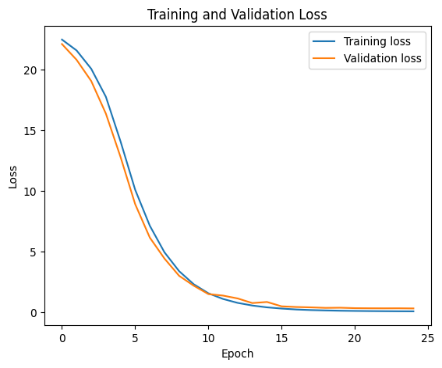 Training and Validation Loss
Training loss
Validation loss
Loss
20
15
10
5
0
0 5 10 15 20 25
Epoch